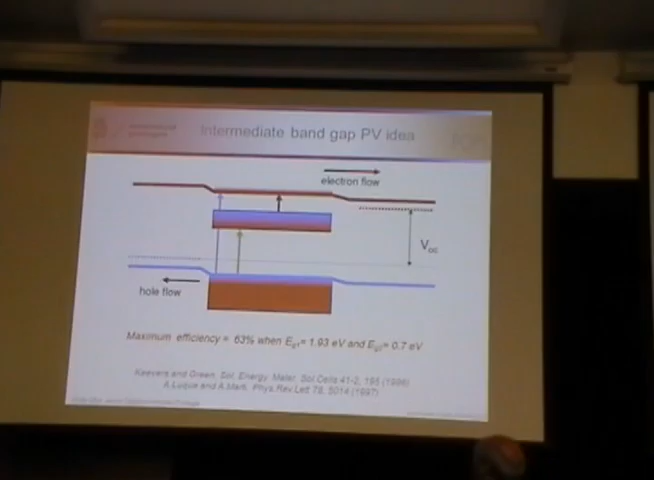 Intermediate band gap PV idea
electron flow
Voc
hole flow
Maximum efficiency = 63% when EgT= 1.93 eV and EgI= 0.7 eV
Keevers and Green, Sol. Energy, Mater. Sol Cells 41-2, 195 (1996)
A Luque and A Marti, Phys.Rev.Lett 78, 5014 (1997)